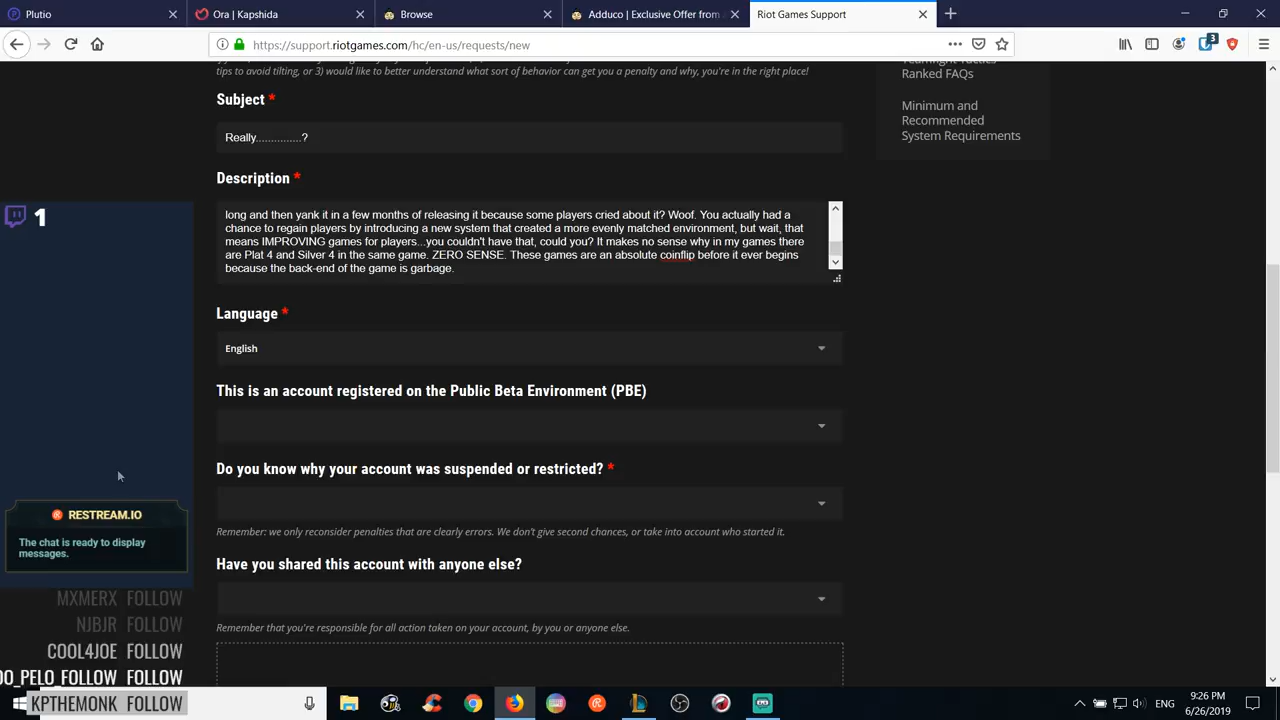 Plutio
Ora | Kapshida
Browse
Adduco | Exclusive Offer from
Riot Games Support
https://support.riotgames.com/hc/en-us/requests/new
3
tips to avoid tilting, or 3) would like to better understand what sort of behavior can get you a penalty and why, you're in the right place!
Ranked FAQs
Minimum and
Recommended
System Requirements
Subject *
Really...............?
Description *
long and then yank it in a few months of releasing it because some players cried about it? Woof. You actually had a
chance to regain players by introducing a new system that created a more evenly matched environment, but wait, that
means IMPROVING games for players...you couldn't have that, could you? It makes no sense why in my games there
are Plat 4 and Silver 4 in the same game. ZERO SENSE. These games are an absolute coinflip before it ever begins
because the back-end of the game is garbage.
1
Language *
English
This is an account registered on the Public Beta Environment (PBE)
Do you know why your account was suspended or restricted? *
Remember: we only reconsider penalties that are clearly errors. We don't give second chances, or take into account who started it.
Have you shared this account with anyone else?
Remember that you're responsible for all action taken on your account, by you or anyone else.
RESTREAM.IO
The chat is ready to display
messages.
MXMERX FOLLOW
NJBJR FOLLOW
COOL4JOE FOLLOW
OO_PELO_FOLLOW FOLLOW
KPTHEMONK FOLLOW
ENG
9:26 PM
6/26/2019